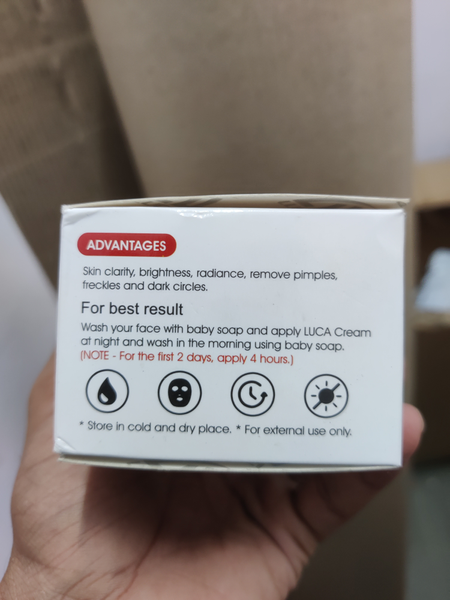 ADVANTAGES
Skin clarity, brightness, radiance, remove pimples,
freckles and dark circles.
For best result
Wash your face with baby soap and apply LUCA Cream
at night and wash in the morning using baby soap.
(NOTE - For the first 2 days, apply 4 hours.)
* Store in cold and dry place. * For external use only.